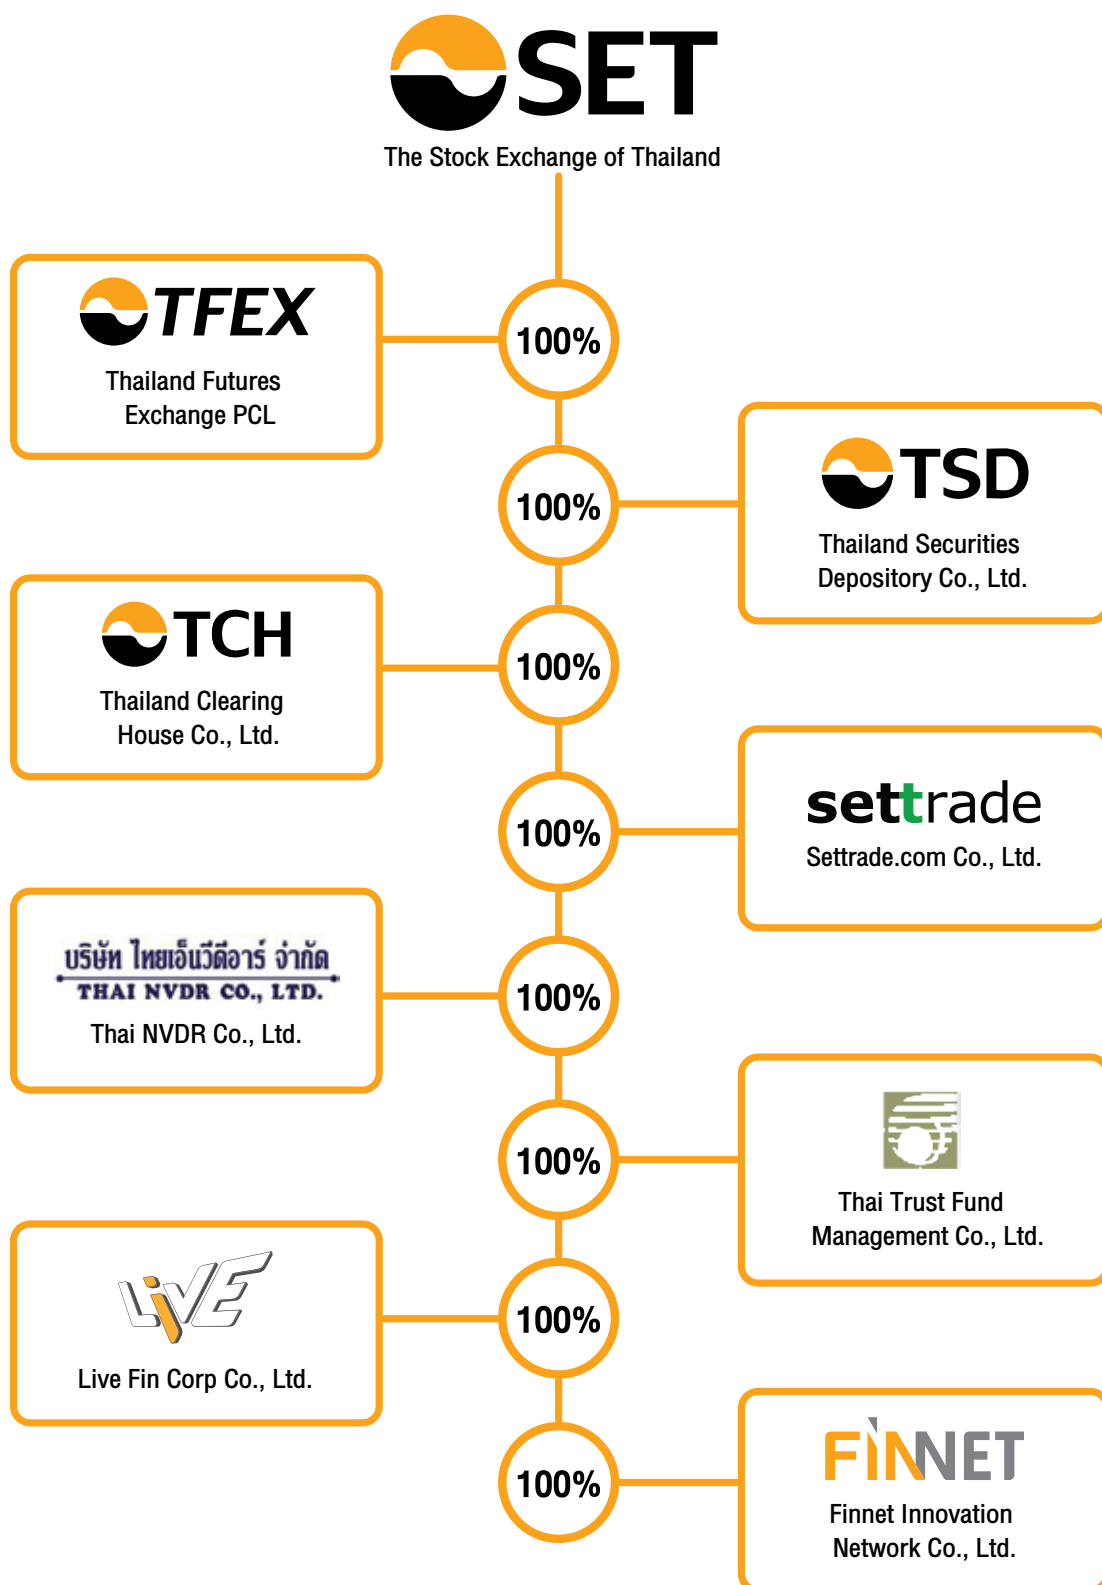 SET
The Stock Exchange of Thailand
TFEX
Thailand Futures
Exchange PCL
100%
100%
TSD
Thailand Securities
Depository Co., Ltd.
TCH
Thailand Clearing
House Co., Ltd.
100%
100%
settrade
Settrade.com Co., Ltd.
บริษัท ไทยเอ็นวีดีอาร์ จำกัด
THAI NVDR CO., LTD.
Thai NVDR Co., Ltd.
100%
100%
Thai Trust Fund
Management Co., Ltd.
LiVE
Live Fin Corp Co., Ltd.
100%
100%
FINNET
Finnet Innovation
Network Co., Ltd.